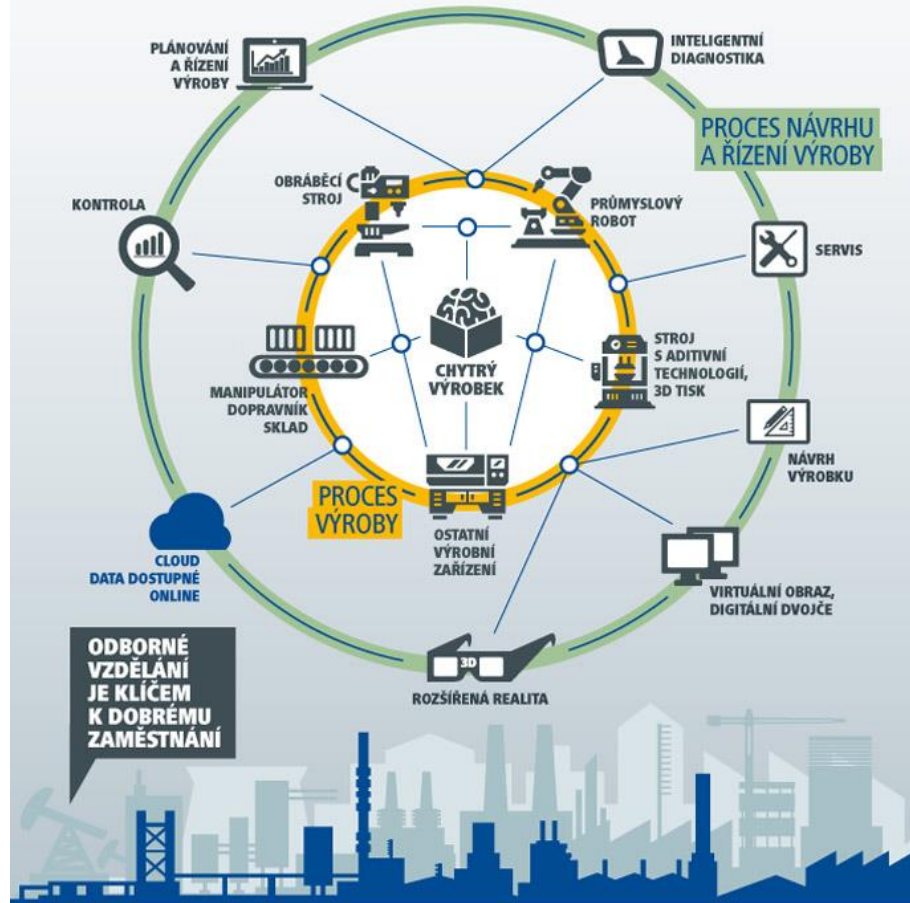 PLÁNOVÁNÍ
A ŘÍZENÍ
VÝROBY
INTELIGENTNÍ
DIAGNOSTIKA
PROCES NÁVRHU
A ŘÍZENÍ VÝROBY
OBRÁBĚCÍ
STROJ
PRŮMYSLOVÝ
ROBOT
KONTROLA
SERVIS
CHYTRÝ
VÝROBEK
STROJ
S ADITIVNÍ
TECHNOLOGIÍ,
3D TISK
MANIPULÁTOR
DOPRAVNÍK
SKLAD
NÁVRH
VÝROBKU
PROCES
VÝROBY
OSTATNÍ
VÝROBNÍ
ZAŘÍZENÍ
CLOUD
DATA DOSTUPNÉ
ONLINE
VIRTUÁLNÍ OBRAZ,
DIGITÁLNÍ DVOJČE
3D
ROZŠÍŘENÁ REALITA
ODBORNÉ
VZDĚLÁNÍ
JE KLÍČEM
K DOBRÉMU
ZAMĚSTNÁNÍ